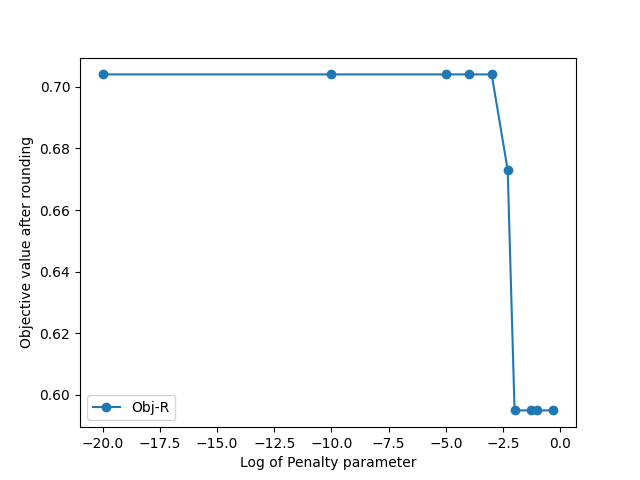 Objective value after rounding
0.70
0.68
0.66
0.64
0.62
0.60
Obj-R
−20.0 −17.5 −15.0 −12.5 −10.0 −7.5 −5.0 −2.5 0.0
Log of Penalty parameter